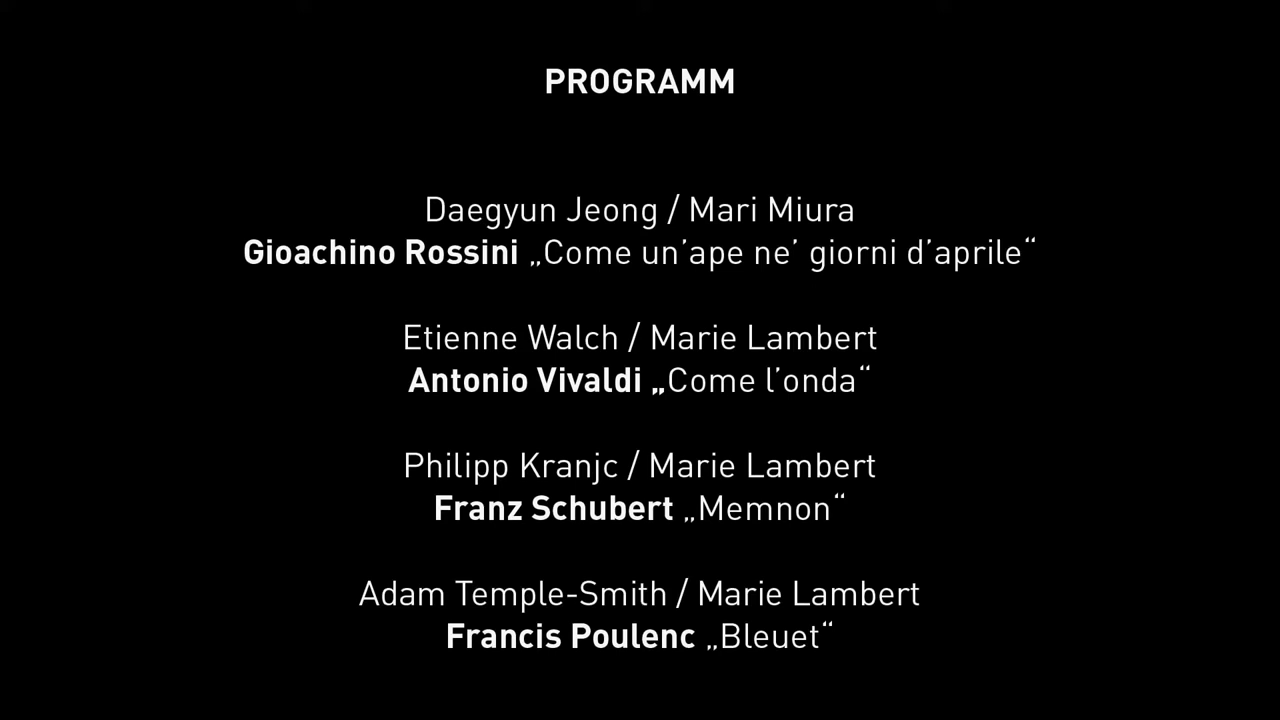 PROGRAMM
Daegyun Jeong / Mari Miura
Gioachino Rossini „Come un’ape ne’ giorni d’aprile“
Etienne Walch / Marie Lambert
Antonio Vivaldi „Come l’onda“
Philipp Kranjc / Marie Lambert
Franz Schubert „Memnon“
Adam Temple-Smith / Marie Lambert
Francis Poulenc „Bleuet“